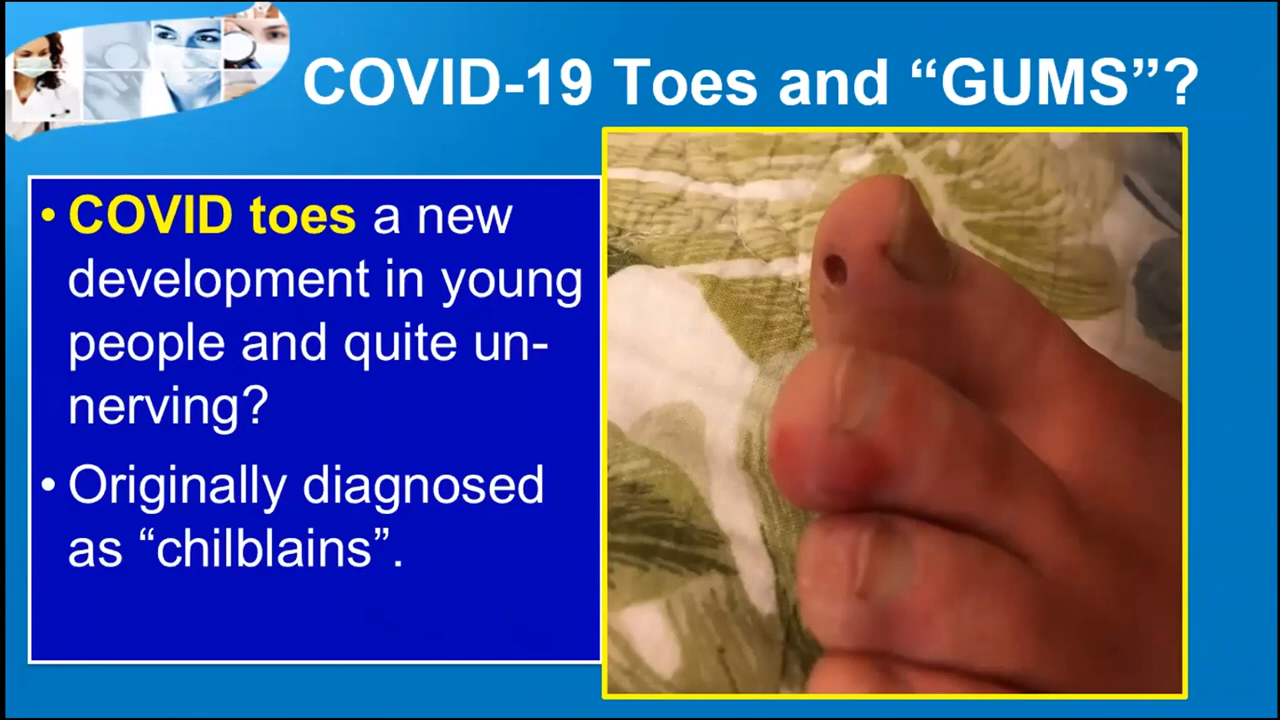 COVID-19 Toes and “GUMS”?
• COVID toes a new
development in young
people and quite un-
nerving?
• Originally diagnosed
as “chilblains”.